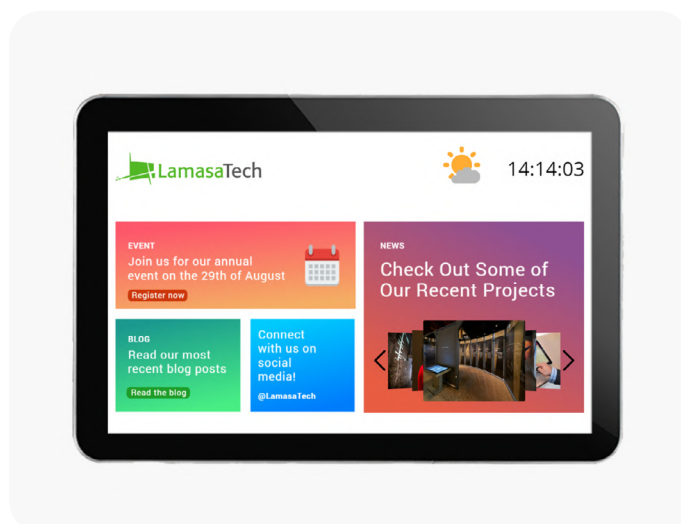 LamasaTech
14:14:03
EVENT
Join us for our annual
event on the 29th of August
Register now
NEWS
Check Out Some of
Our Recent Projects
BLOG
Read our most
recent blog posts
Read the blog
Connect
with us on
social
media!
@LamasaTech